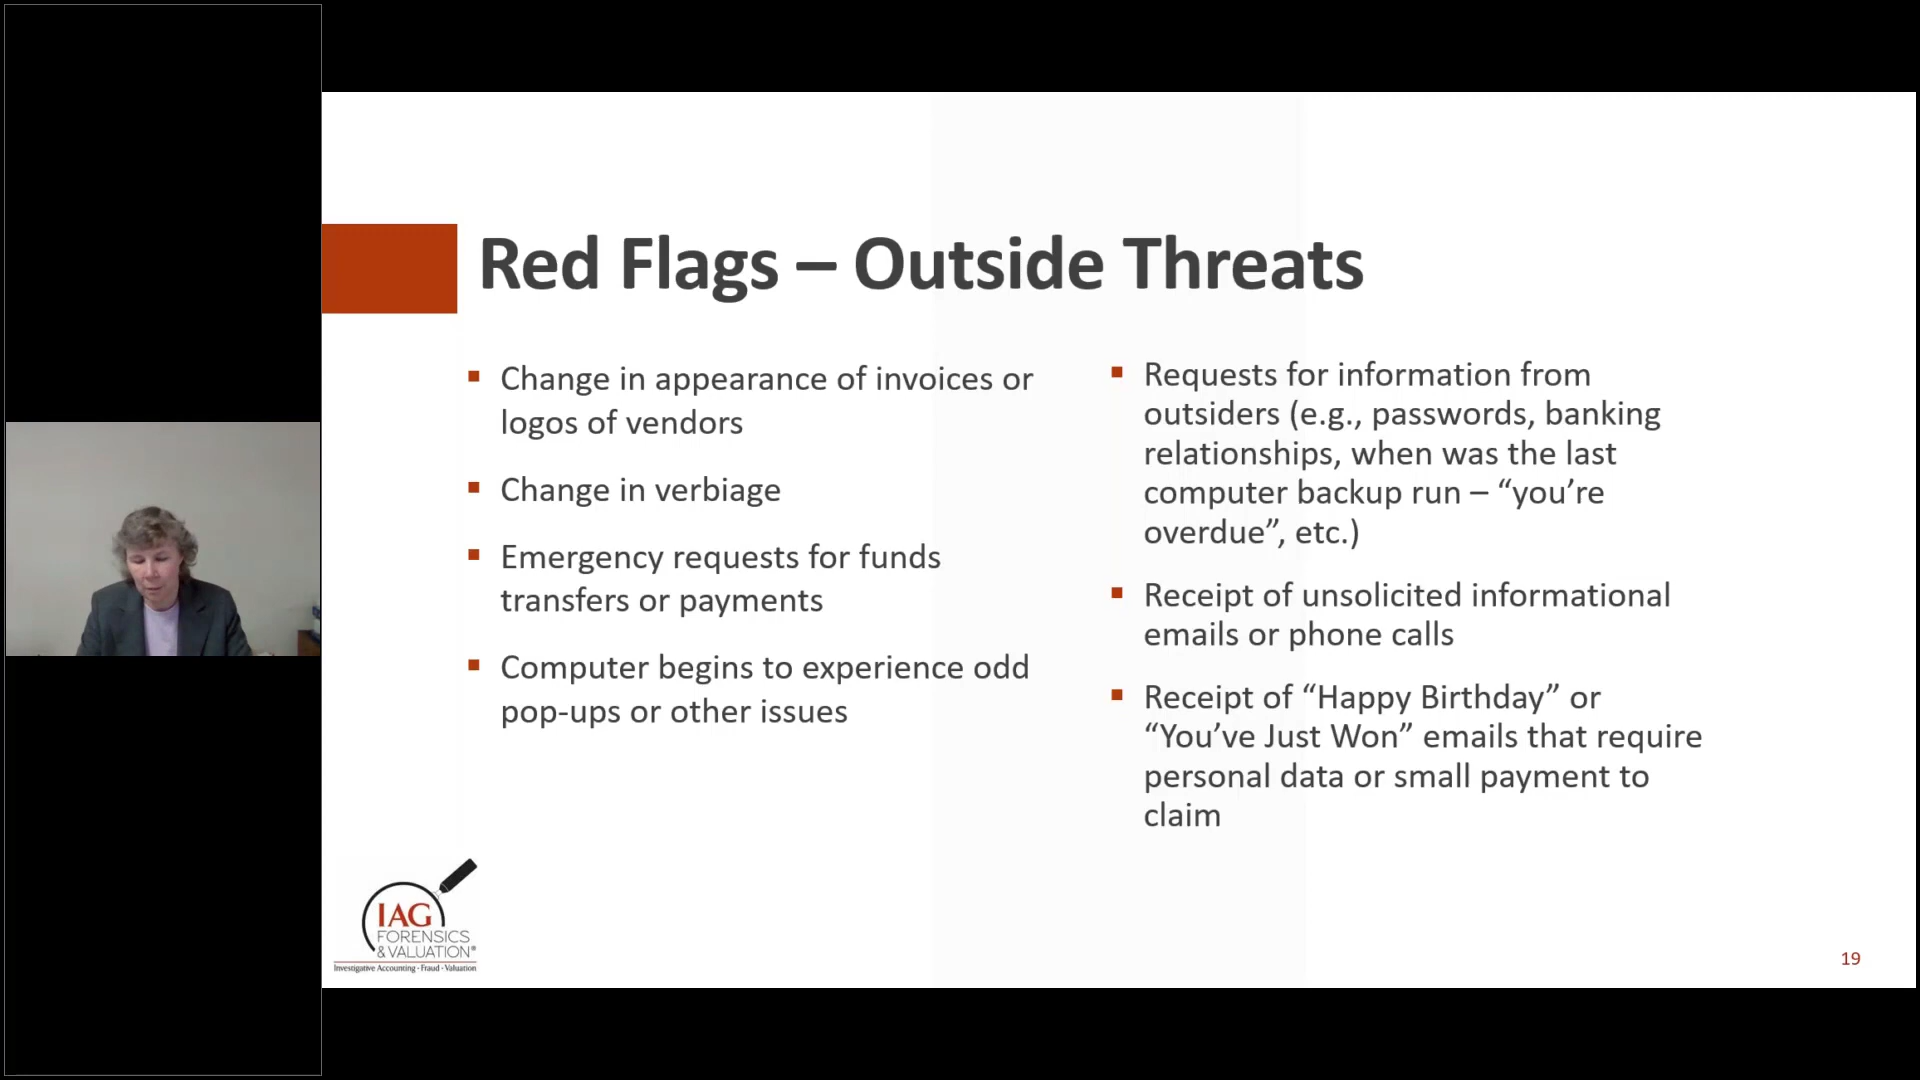 Red Flags – Outside Threats
▪ Change in appearance of invoices or
logos of vendors
▪ Change in verbiage
▪ Emergency requests for funds
transfers or payments
▪ Computer begins to experience odd
pop-ups or other issues
▪ Requests for information from
outsiders (e.g., passwords, banking
relationships, when was the last
computer backup run – “you’re
overdue”, etc.)
▪ Receipt of unsolicited informational
emails or phone calls
▪ Receipt of “Happy Birthday” or
“You’ve Just Won” emails that require
personal data or small payment to
claim
IAG
FORENSICS
& VALUATION®
Investigative Accounting · Fraud · Valuation
19